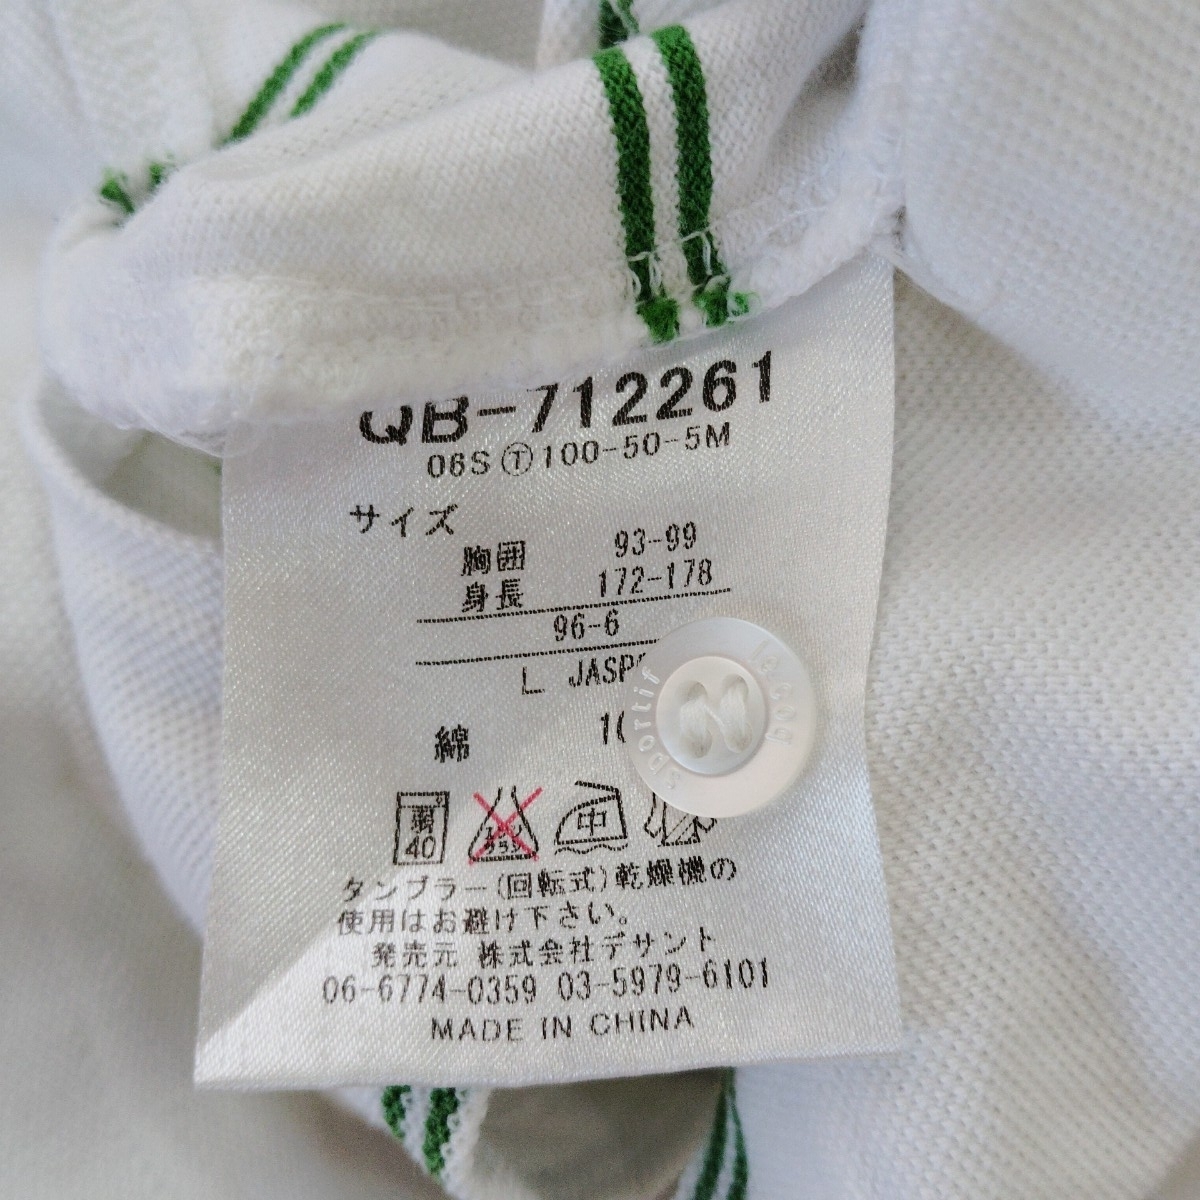 QB-712261
06S Ⓣ100-50-5M
サイズ
胸囲 93-99
身長 172-178
96-6
L
綿
40
中
タンブラー(回転式)乾燥機の
使用はお避け下さい。
発売元 株式会社デサント
06-6774-0359 03-5979-6101
MADE IN CHINA
le coq
sportif